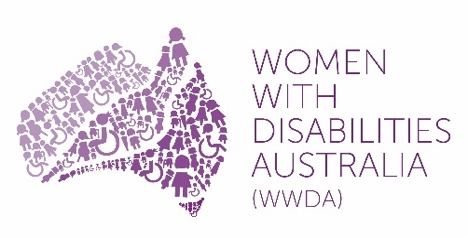 WOMEN
WITH
DISABILITIES
AUSTRALIA
(WWDA)